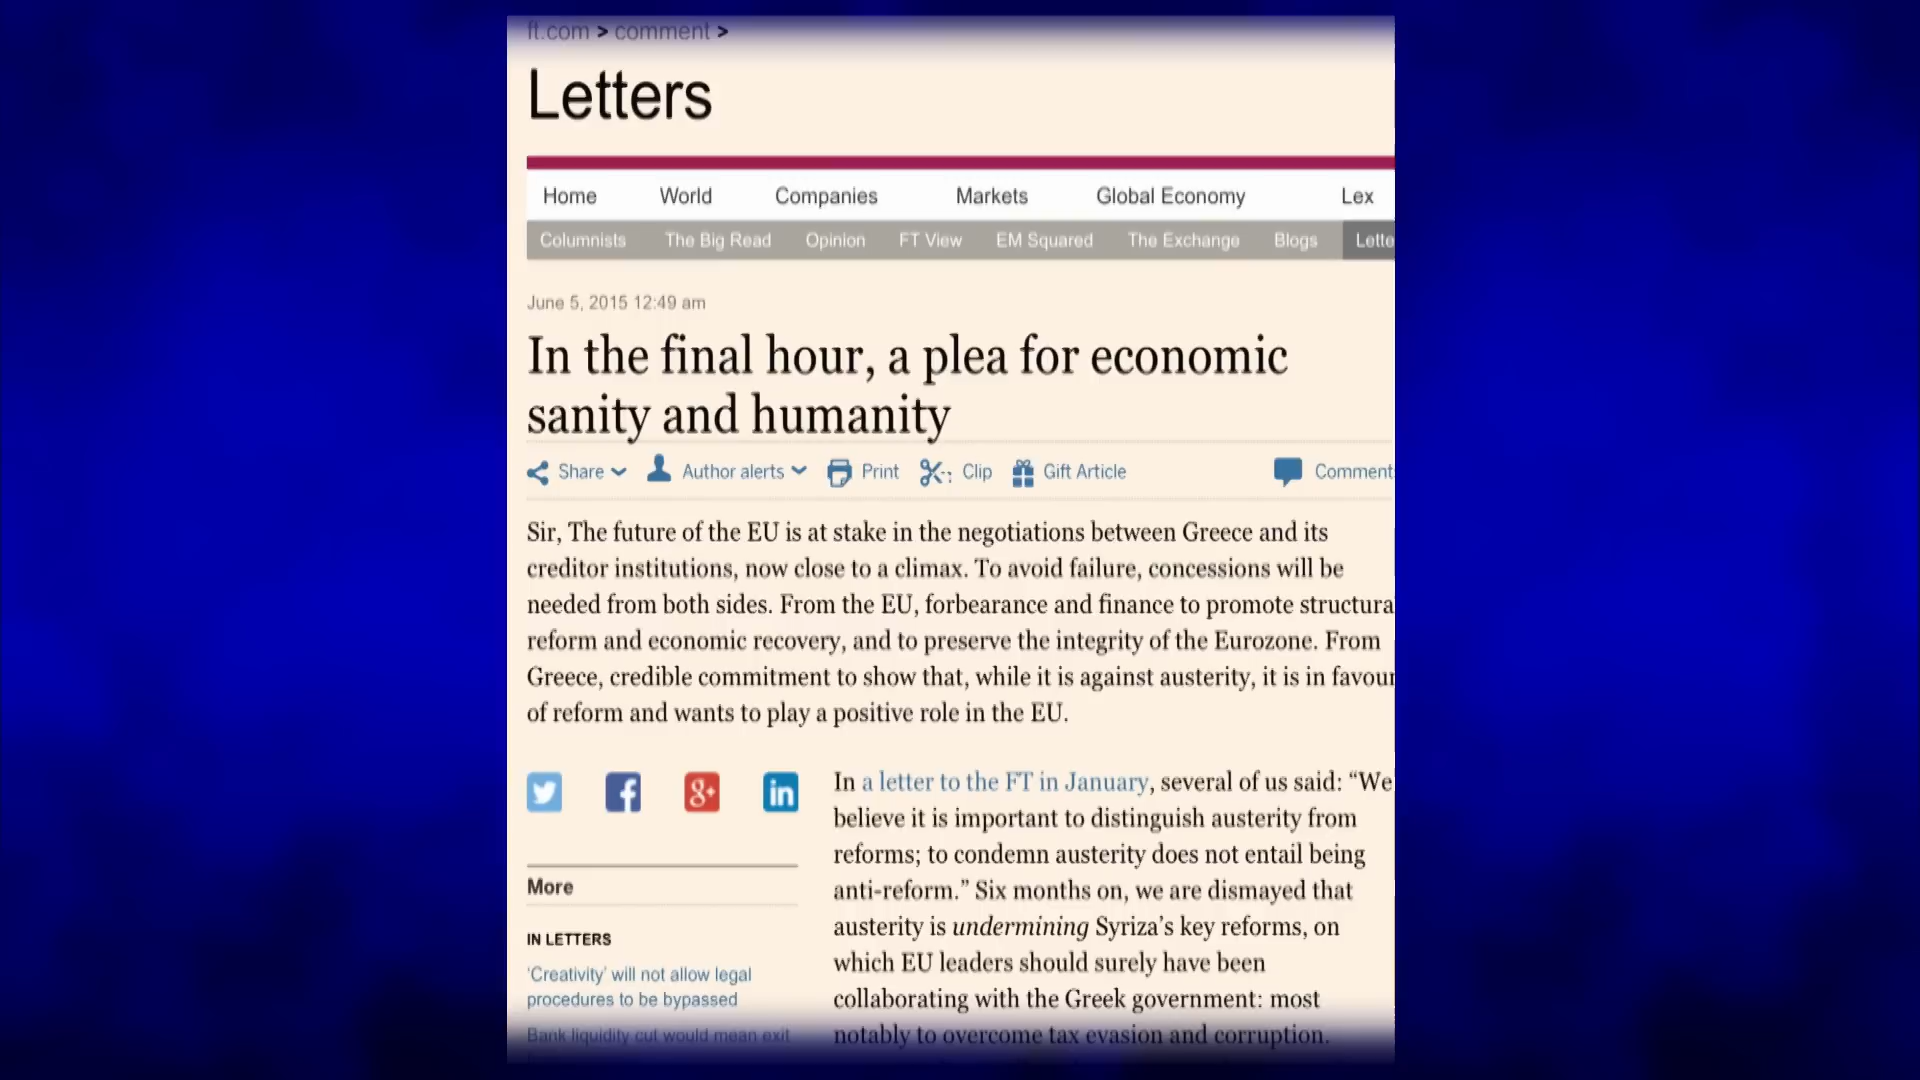 ft.com > comment >
Letters
Home World Companies Markets Global Economy Lex
Columnists The Big Read Opinion FT View EM Squared The Exchange Blogs Lette
June 5, 2015 12:49 am
In the final hour, a plea for economic
sanity and humanity
Share Author alerts Print Clip Gift Article Comment
Sir, The future of the EU is at stake in the negotiations between Greece and its
creditor institutions, now close to a climax. To avoid failure, concessions will be
needed from both sides. From the EU, forbearance and finance to promote structura
reform and economic recovery, and to preserve the integrity of the Eurozone. From
Greece, credible commitment to show that, while it is against austerity, it is in favour
of reform and wants to play a positive role in the EU.
In a letter to the FT in January, several of us said: “We
believe it is important to distinguish austerity from
reforms; to condemn austerity does not entail being
anti-reform.” Six months on, we are dismayed that
austerity is undermining Syriza’s key reforms, on
which EU leaders should surely have been
collaborating with the Greek government: most
notably to overcome tax evasion and corruption.
More
IN LETTERS
‘Creativity’ will not allow legal
procedures to be bypassed
Bank liquidity cut would mean exit